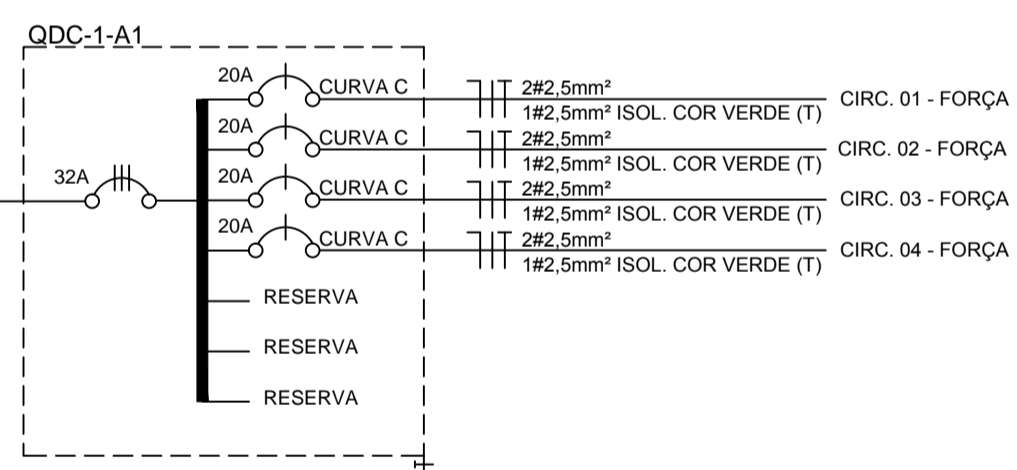 QDC-1-A1
32A
20A CURVA C 2#2,5mm² CIRC. 01 - FORÇA
1#2,5mm² ISOL. COR VERDE (T)
20A CURVA C 2#2,5mm² CIRC. 02 - FORÇA
1#2,5mm² ISOL. COR VERDE (T)
20A CURVA C 2#2,5mm² CIRC. 03 - FORÇA
1#2,5mm² ISOL. COR VERDE (T)
20A CURVA C 2#2,5mm² CIRC. 04 - FORÇA
1#2,5mm² ISOL. COR VERDE (T)
RESERVA
RESERVA
RESERVA